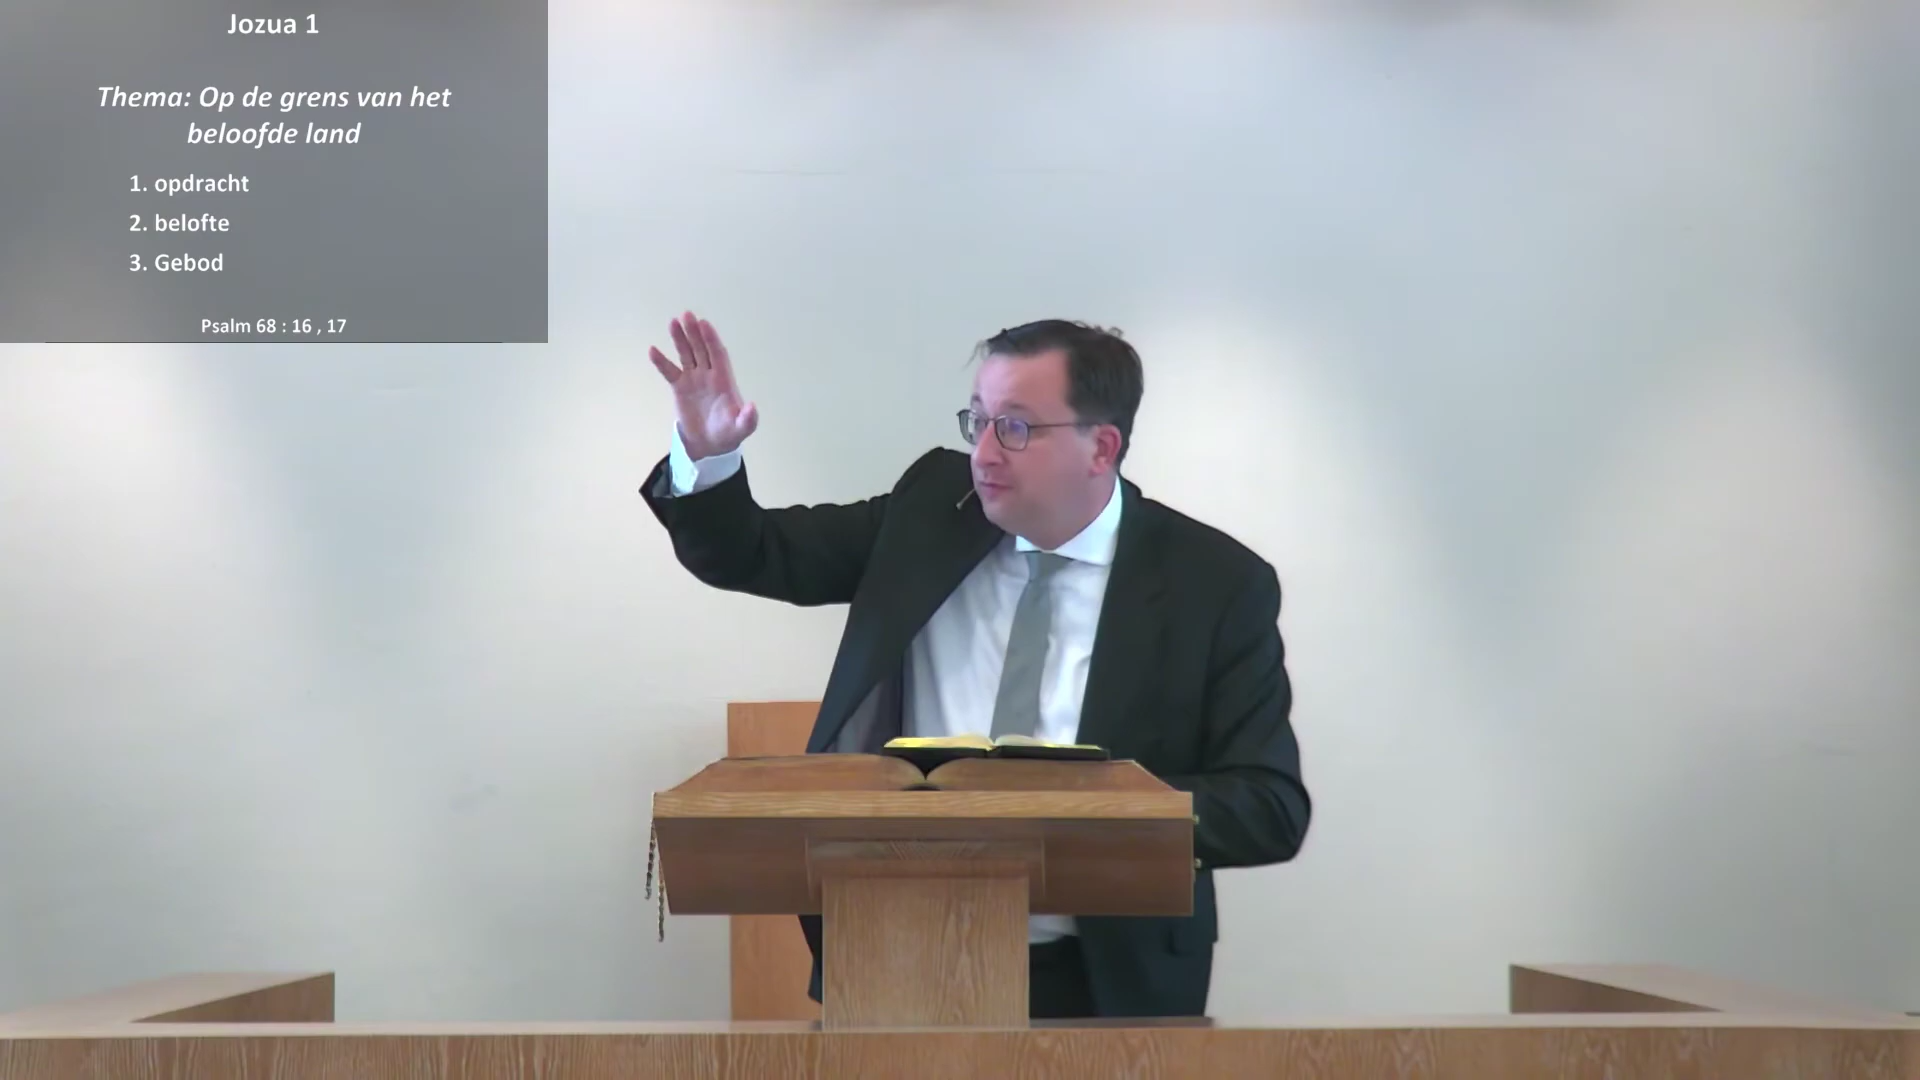 Jozua 1
Thema: Op de grens van het
beloofde land
1. opdracht
2. belofte
3. Gebod
Psalm 68 : 16 , 17